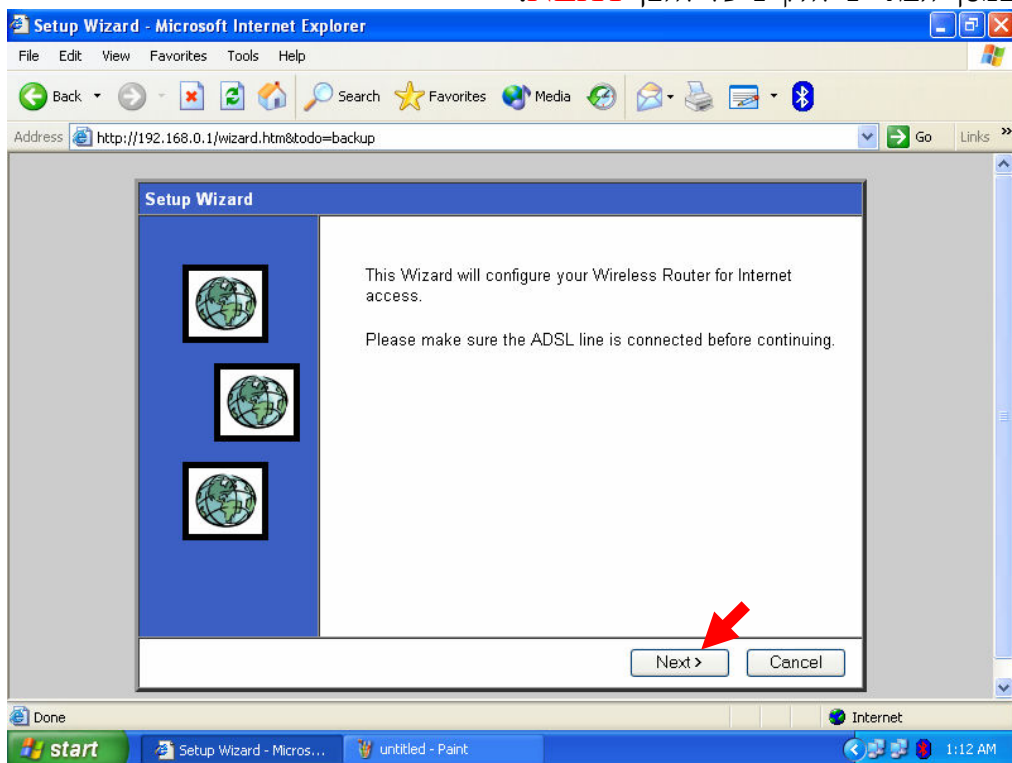 Setup Wizard - Microsoft Internet Explorer
File Edit View Favorites Tools Help
Back Search Favorites Media
Address http://192.168.0.1/wizard.htm&todo=backup Go Links »
Setup Wizard
This Wizard will configure your Wireless Router for Internet
access.
Please make sure the ADSL line is connected before continuing.
Next > Cancel
Done Internet
start Setup Wizard - Micros... untitled - Paint 1:12 AM